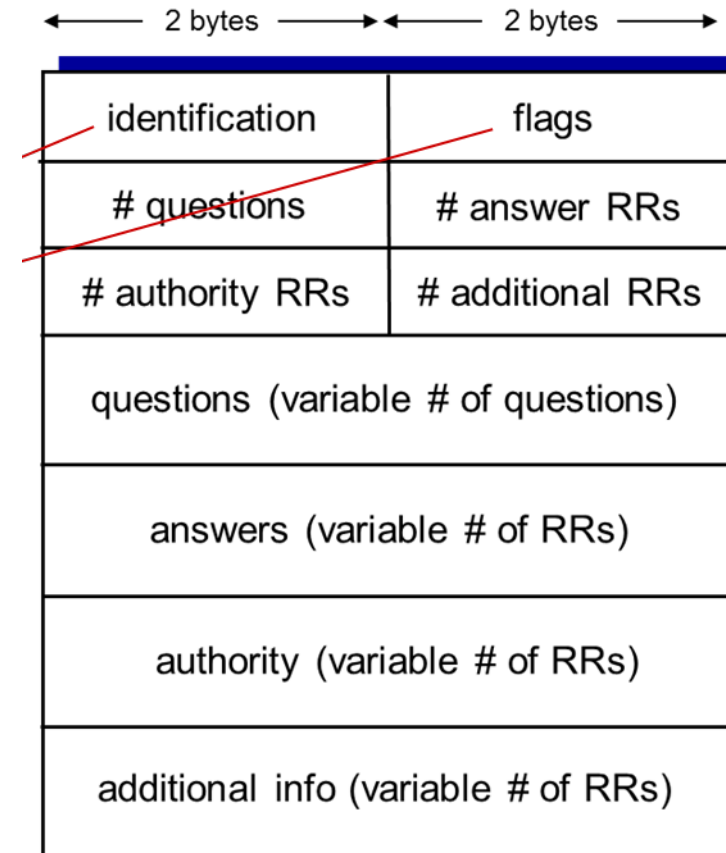 2 bytes 2 bytes
identification flags
# questions # answer RRs
# authority RRs # additional RRs
questions (variable # of questions)
answers (variable # of RRs)
authority (variable # of RRs)
additional info (variable # of RRs)